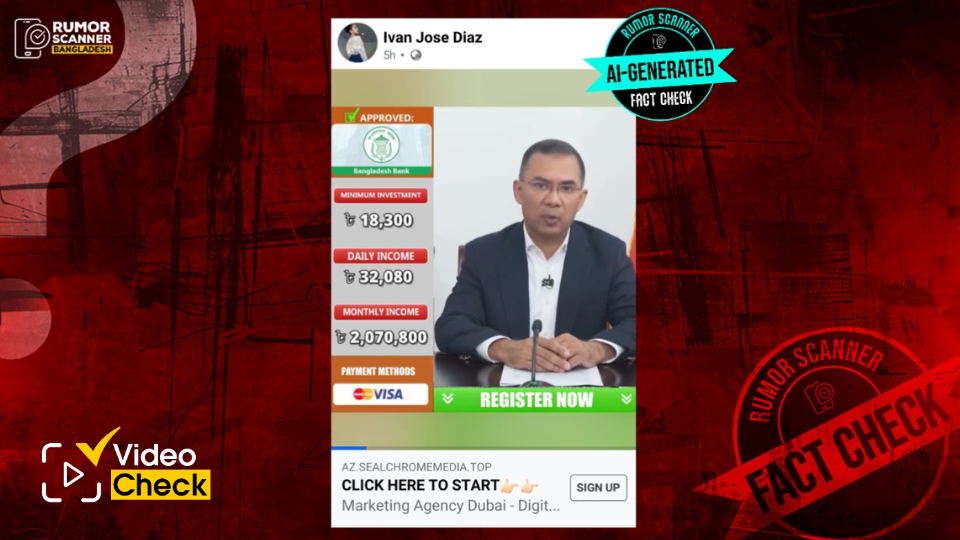 RUMOR
SCANNER
BANGLADESH
Ivan Jose Diaz
5h
RUMOR SCANNER
AI-GENERATED
FACT CHECK
APPROVED:
Bangladesh Bank
MINIMUM INVESTMENT
৳ 18,300
DAILY INCOME
৳ 32,080
MONTHLY INCOME
৳ 2,070,800
PAYMENT METHODS
VISA
REGISTER NOW
AZ.SEALCHROMEMEDIA.TOP
CLICK HERE TO START👉🏻👉🏻
SIGN UP
Marketing Agency Dubai - Digit...
Video
Check
RUMOR SCANNER
FACT CHECK